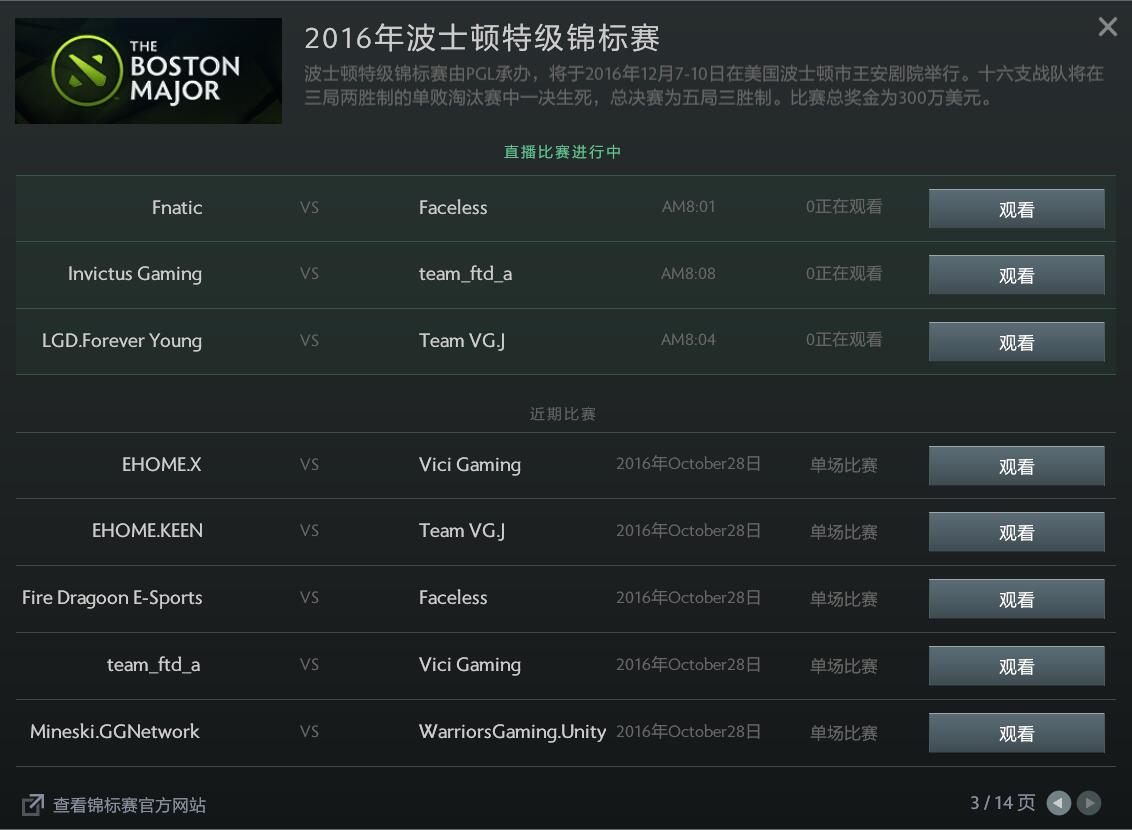 THE
BOSTON
MAJOR
2016年波士顿特级锦标赛
波士顿特级锦标赛由PGL承办，将于2016年12月7-10日在美国波士顿市王安剧院举行。十六支战队将在
三局两胜制的单败淘汰赛中一决生死，总决赛为五局三胜制。比赛总奖金为300万美元。
直播比赛进行中
Fnatic VS Faceless AM8:01 0正在观看 观看
Invictus Gaming VS team_ftd_a AM8:08 0正在观看 观看
LGD.Forever Young VS Team VG.J AM8:04 0正在观看 观看
近期比赛
EHOME.X VS Vici Gaming 2016年October28日 单场比赛 观看
EHOME.KEEN VS Team VG.J 2016年October28日 单场比赛 观看
Fire Dragoon E-Sports VS Faceless 2016年October28日 单场比赛 观看
team_ftd_a VS Vici Gaming 2016年October28日 单场比赛 观看
Mineski.GGNetwork VS WarriorsGaming.Unity 2016年October28日 单场比赛 观看
查看锦标赛官方网站 3 / 14 页